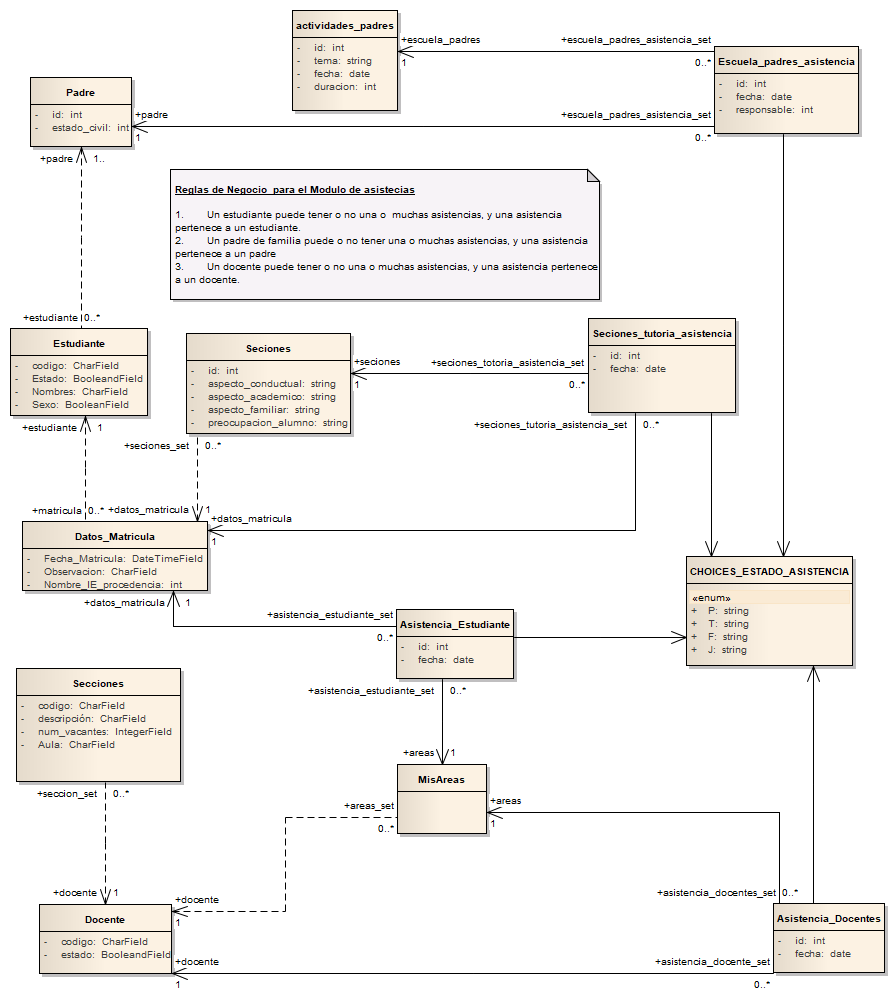 actividades_padres
- id: int
- tema: string
- fecha: date
- duracion: int
+escuela_padres
1
+escuela_padres_asistencia_set
0..*
Escuela_padres_asistencia
- id: int
- fecha: date
- responsable: int
Padre
- id: int
- estado_civil: int
+padre
1
+escuela_padres_asistencia_set
0..*
+padre
1..
Reglas de Negocio para el Modulo de asistecias
1. Un estudiante puede tener o no una o muchas asistencias, y una asistencia
pertenece a un estudiante.
2. Un padre de familia puede o no tener una o muchas asistencias, y una asistencia
pertenece a un padre
3. Un docente puede tener o no una o muchas asistencias, y una asistencia pertenece
a un docente.
+estudiante
0..*
Estudiante
- codigo: CharField
- Estado: BooleandField
- Nombres: CharField
- Sexo: BooleanField
+estudiante
1
Seciones
- id: int
- aspecto_conductual: string
- aspecto_academico: string
- aspecto_familiar: string
- preocupacion_alumno: string
+seciones
1
+seciones_totoria_asistencia_set
0..*
Seciones_tutoria_asistencia
- id: int
- fecha: date
+seciones_tutoria_asistencia_set
0..*
+seciones_set
0..*
+matricula
0..*
+datos_matricula
1
+datos_matricula
1
Datos_Matricula
- Fecha_Matricula: DateTimeField
- Observacion: CharField
- Nombre_IE_procedencia: int
+datos_matricula
1
CHOICES_ESTADO_ASISTENCIA
«enum»
+ P: string
+ T: string
+ F: string
+ J: string
+asistencia_estudiante_set
0..*
Asistencia_Estudiante
- id: int
- fecha: date
+asistencia_estudiante_set
0..*
Secciones
- codigo: CharField
- descripción: CharField
- num_vacantes: IntegerField
- Aula: CharField
+seccion_set
0..*
+areas
1
MisAreas
+areas_set
0..*
+areas
1
+docente
1
+docente
1
Docente
- codigo: CharField
- estado: BooleandField
+docente
1
+asistencia_docentes_set
0..*
Asistencia_Docentes
- id: int
- fecha: date
+asistencia_docente_set
0..*